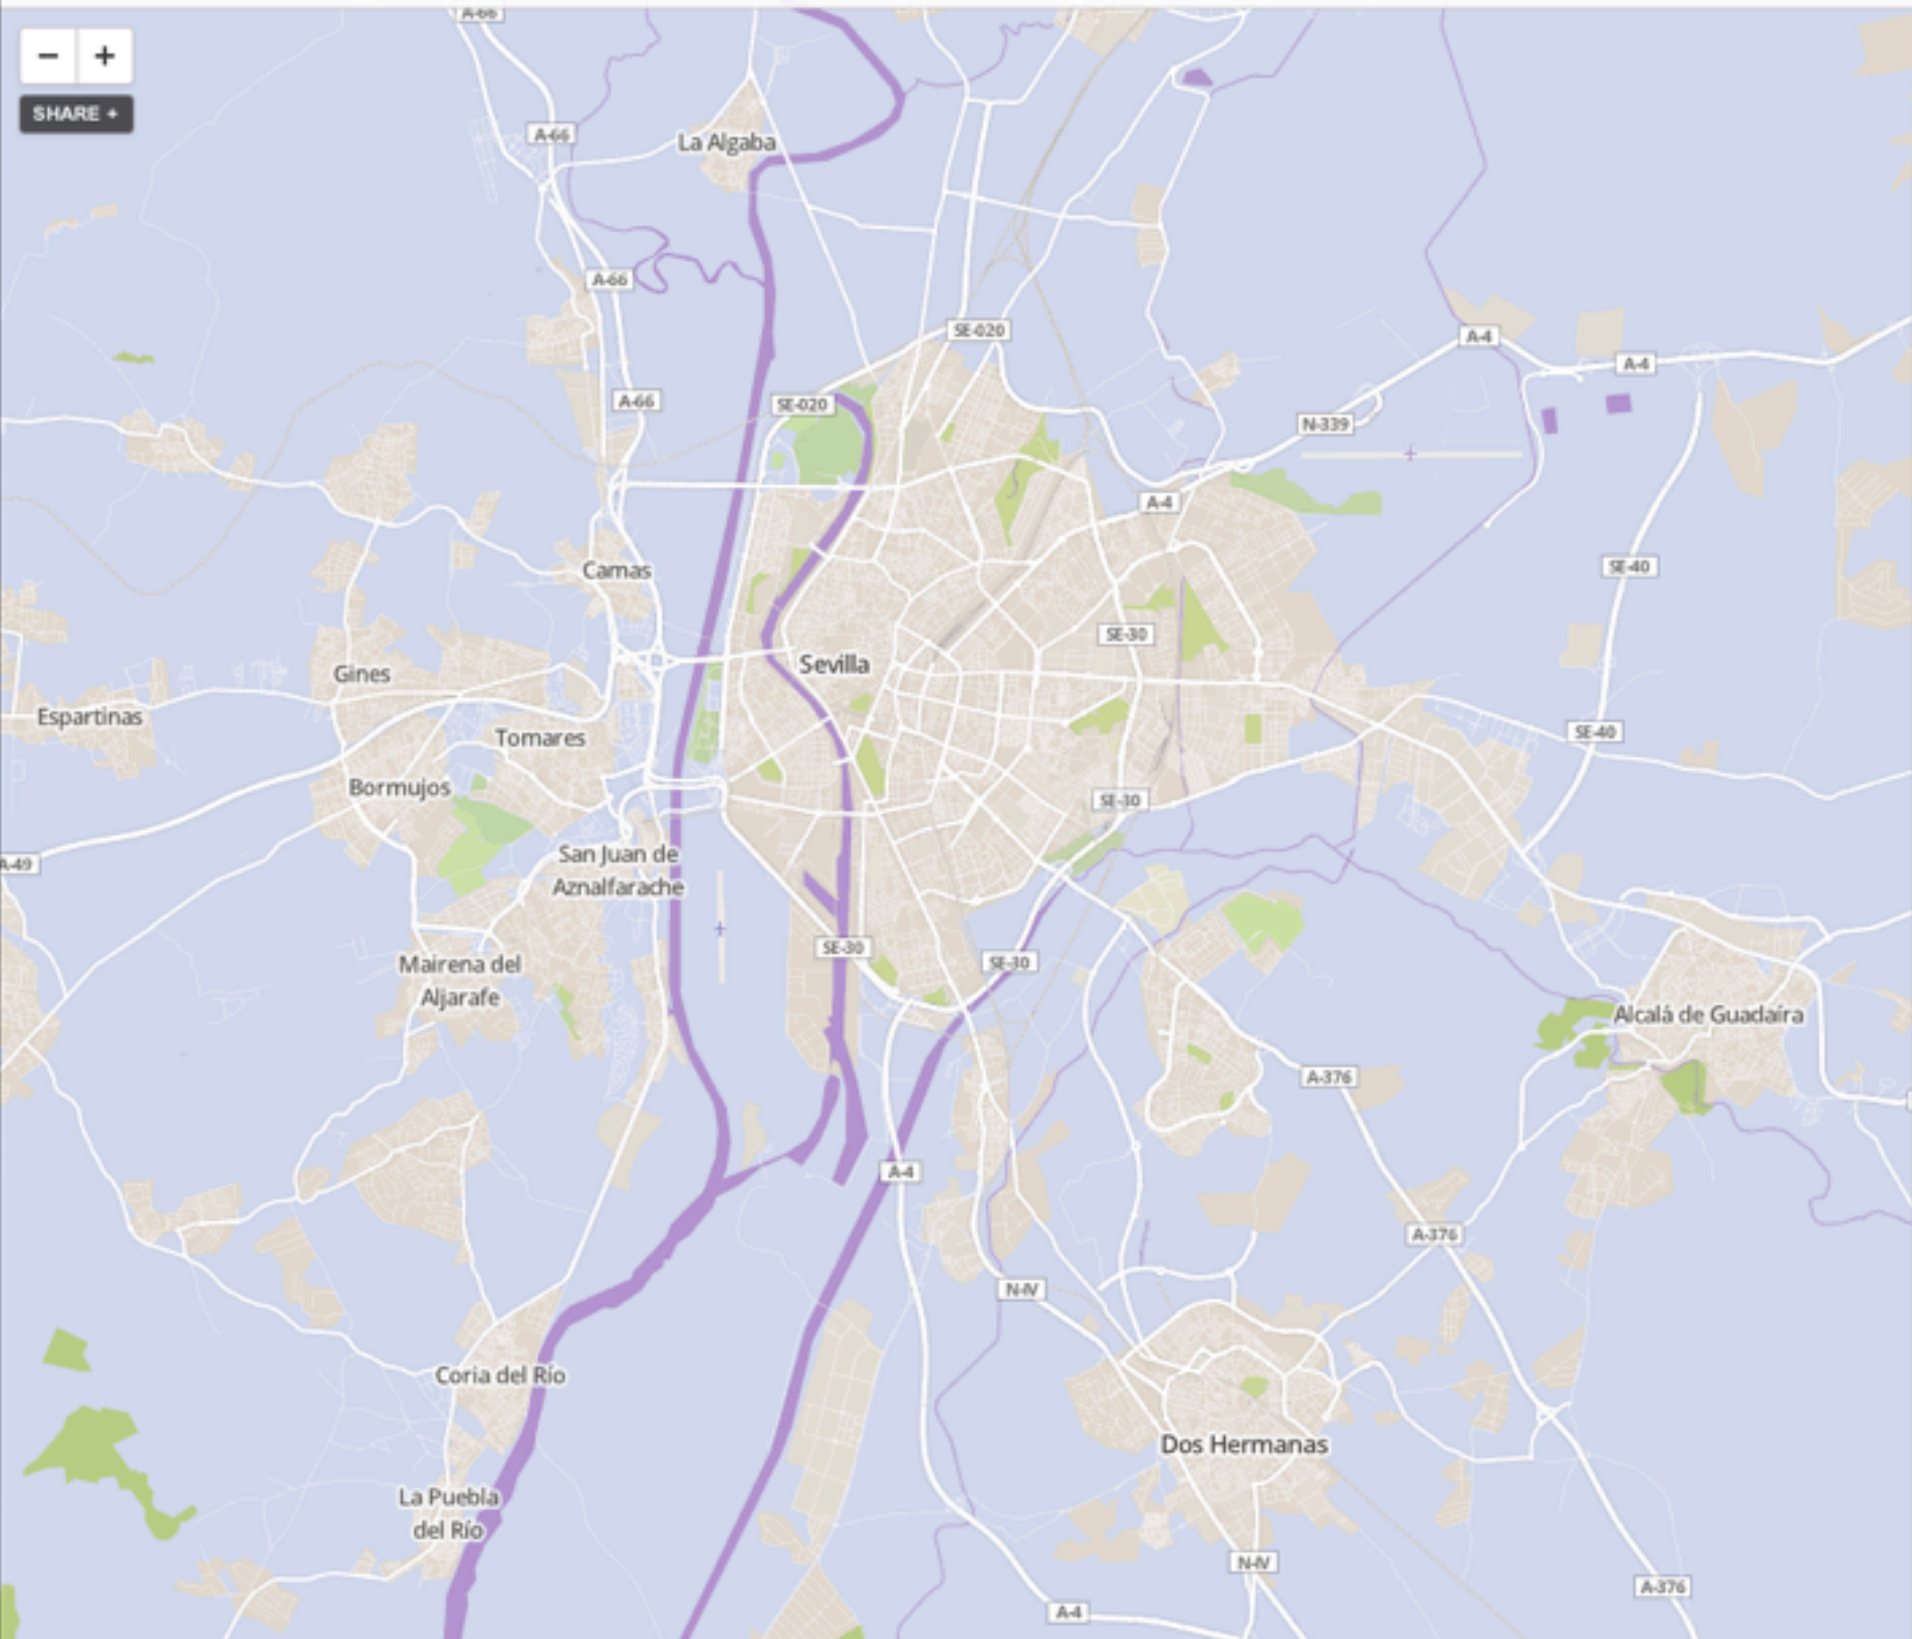 A-66
−
+
SHARE +
A-66
La Algaba
A-66
SE-020
A-4
A-4
A-66
SE-020
N-339
A-4
Camas
SE-40
SE-30
Sevilla
Gines
Espartinas
Tomares
SE-40
Bormujos
SE-30
A-49
San Juan de
Aznalfarache
SE-30
SE-30
Mairena del
Aljarafe
Alcalá de Guadaíra
A-376
A-4
A-376
N-IV
Coria del Río
Dos Hermanas
La Puebla
del Río
N-IV
A-376
A-4